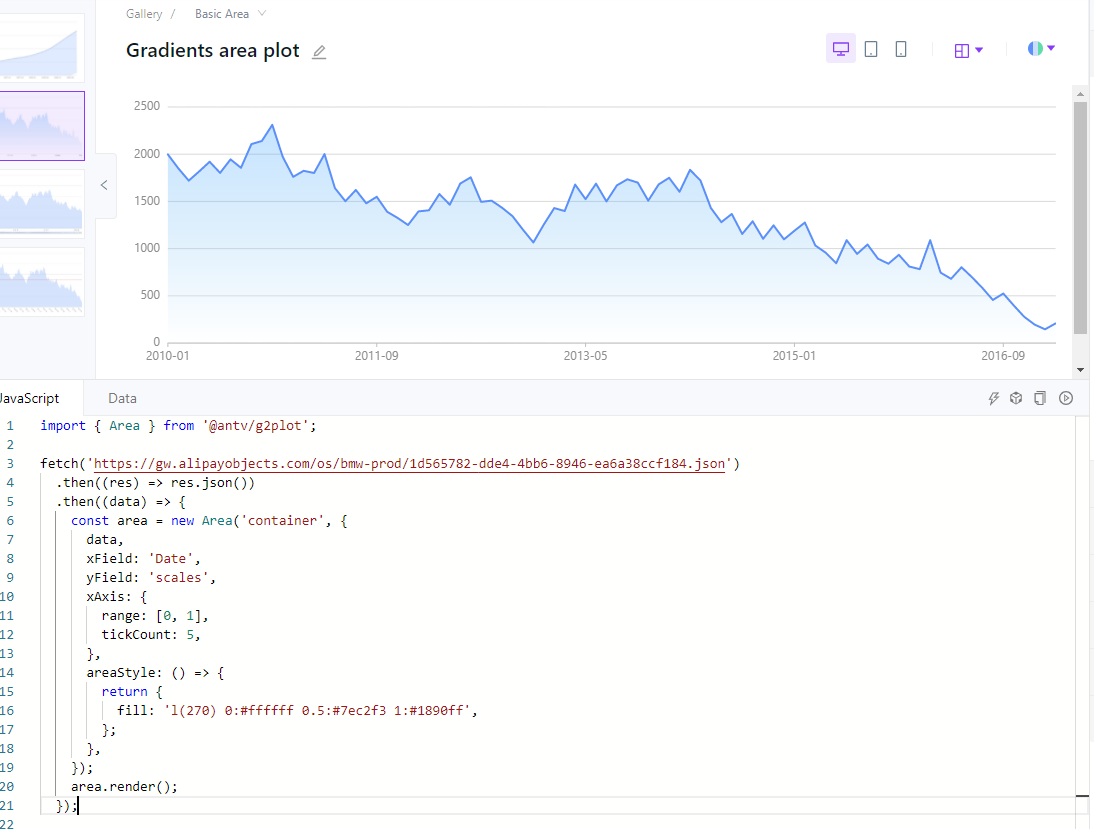 Gallery / Basic Area
Gradients area plot
2500
2000
1500
1000
500
0
2010-01 2011-09 2013-05 2015-01 2016-09
JavaScript Data
1 import { Area } from '@antv/g2plot';
2
3 fetch('https://gw.alipayobjects.com/os/bmw-prod/1d565782-dde4-4bb6-8946-ea6a38ccf184.json')
4 .then((res) => res.json())
5 .then((data) => {
6 const area = new Area('container', {
7 data,
8 xField: 'Date',
9 yField: 'scales',
10 xAxis: {
11 range: [0, 1],
12 tickCount: 5,
13 },
14 areaStyle: () => {
15 return {
16 fill: 'l(270) 0:#ffffff 0.5:#7ec2f3 1:#1890ff',
17 };
18 },
19 });
20 area.render();
21 });
22